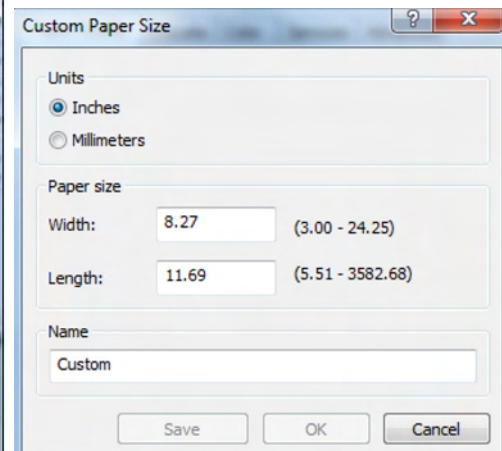 Custom Paper Size
Units
Inches
Millimeters
Paper size
Width: 8.27 (3.00 - 24.25)
Length: 11.69 (5.51 - 3582.68)
Name
Custom
Save OK Cancel